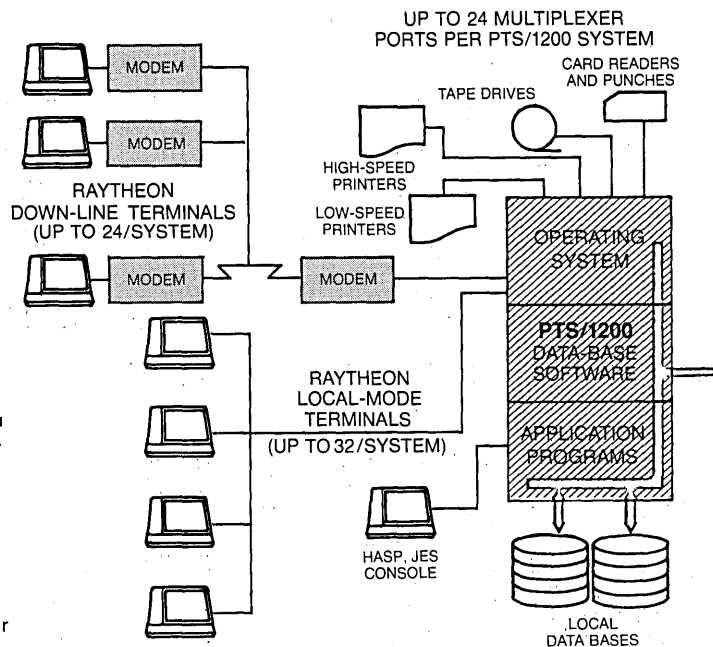 UP TO 24 MULTIPLEXER
PORTS PER PTS/1200 SYSTEM
CARD READERS
AND PUNCHES
TAPE DRIVES
MODEM
MODEM
HIGH-SPEED
PRINTERS
RAYTHEON
DOWN-LINE TERMINALS
(UP TO 24/SYSTEM)
LOW-SPEED
PRINTERS
OPERATING
SYSTEM
MODEM
MODEM
PTS/1200
DATA-BASE
SOFTWARE
RAYTHEON
LOCAL-MODE
TERMINALS
(UP TO 32/SYSTEM)
APPLICATION
PROGRAMS
HASP, JES
CONSOLE
LOCAL
DATA BASES
r